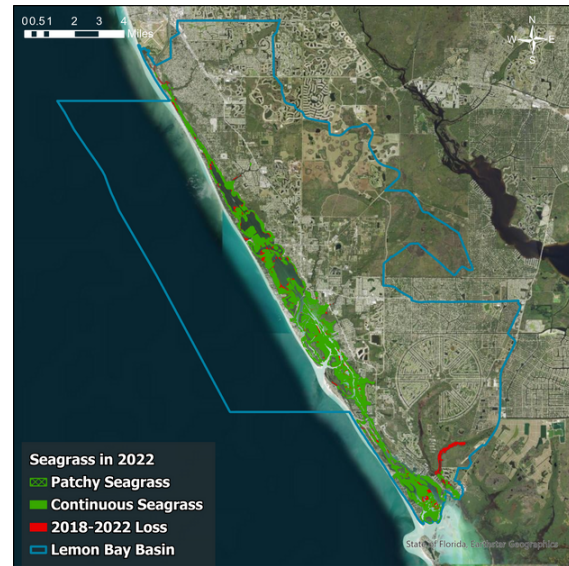 0 0.5 1 2 3 4
Miles
N
W E
S
Seagrass in 2022
Patchy Seagrass
Continuous Seagrass
2018-2022 Loss
Lemon Bay Basin
State of Florida, Earthstar Geographics